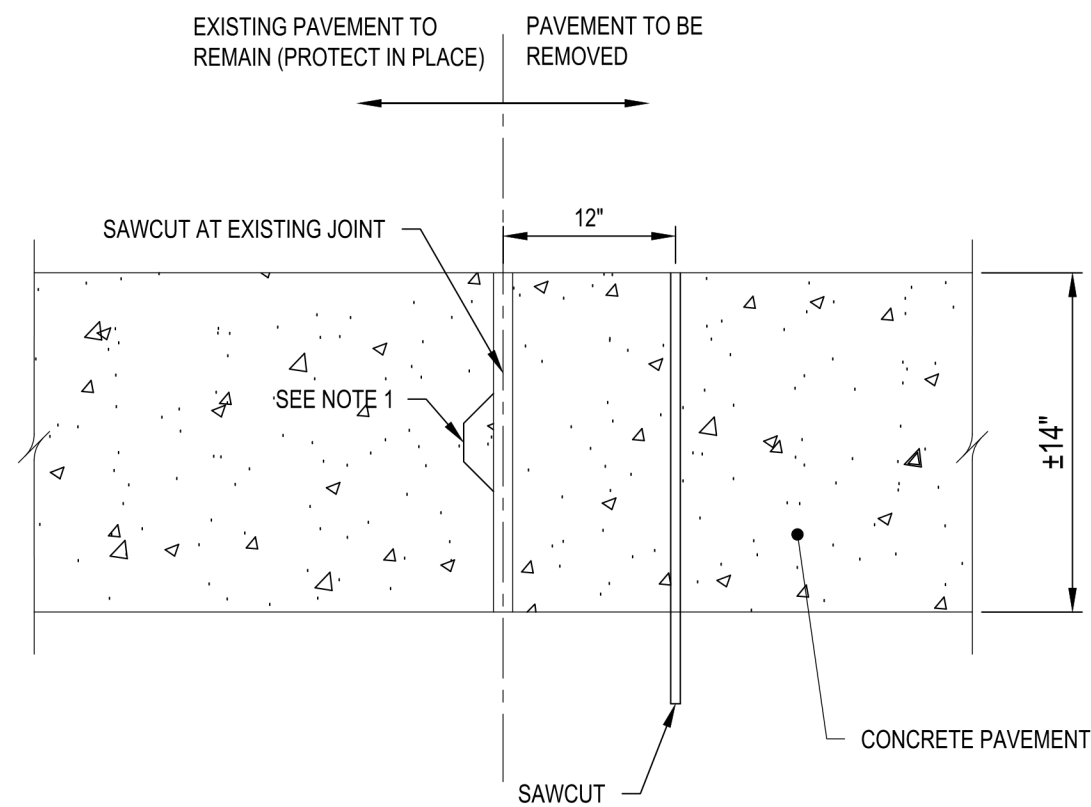 EXISTING PAVEMENT TO
REMAIN (PROTECT IN PLACE)
PAVEMENT TO BE
REMOVED
SAWCUT AT EXISTING JOINT
12"
SEE NOTE 1
±14"
CONCRETE PAVEMENT
SAWCUT